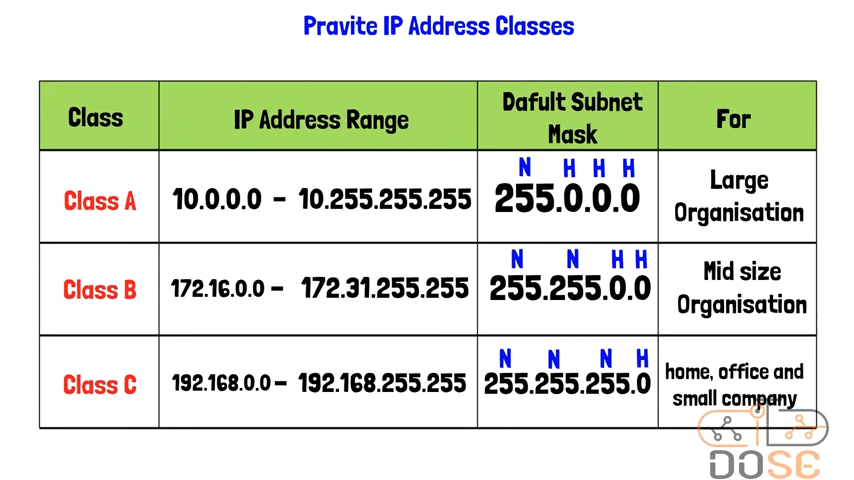 Pravite IP Address Classes
Class
IP Address Range
Dafult Subnet
Mask
For
Class A
10.0.0.0 - 10.255.255.255
N H H H
255.0.0.0
Large
Organisation
Class B
172.16.0.0 - 172.31.255.255
N N H H
255.255.0.0
Mid size
Organisation
Class C
192.168.0.0 - 192.168.255.255
N N N H
255.255.255.0
home, office and
small company
DOSE